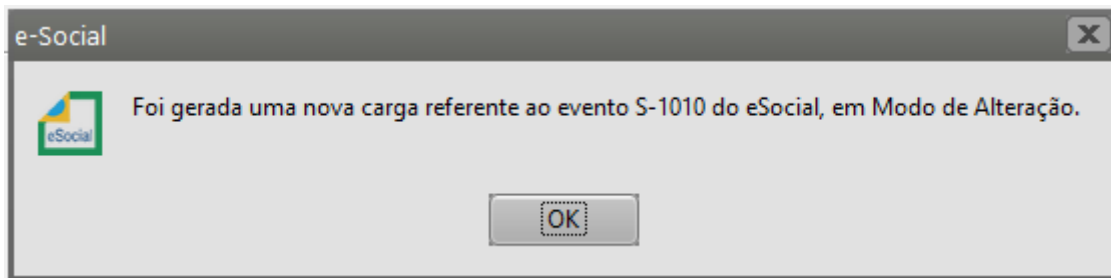 e-Social
Foi gerada uma nova carga referente ao evento S-1010 do eSocial, em Modo de Alteração.
eSocial
OK